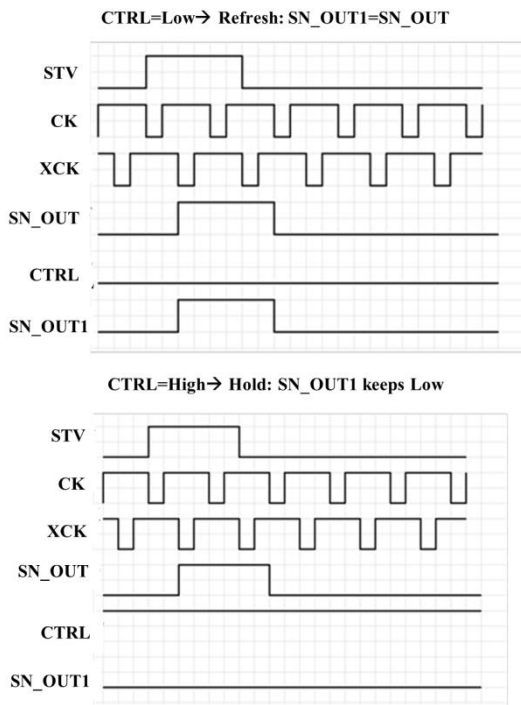 CTRL=Low→ Refresh: SN_OUT1=SN_OUT
STV
CK
XCK
SN_OUT
CTRL
SN_OUT1
CTRL=High→ Hold: SN_OUT1 keeps Low
STV
CK
XCK
SN_OUT
CTRL
SN_OUT1